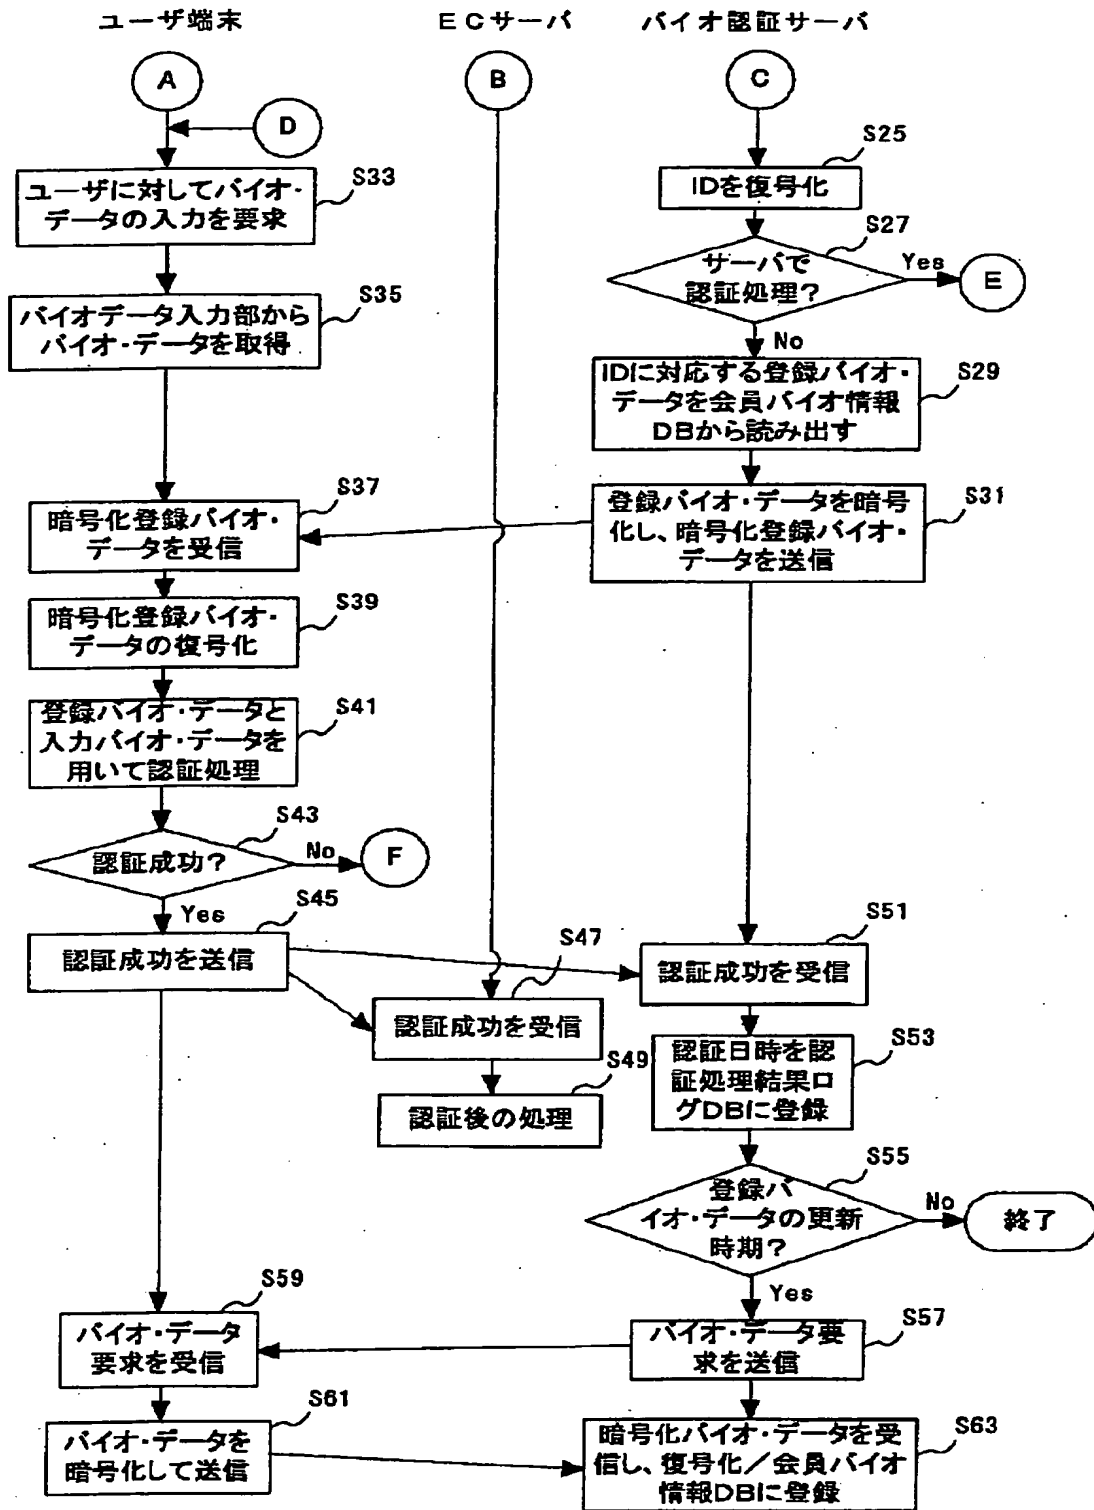 ユーザ端末
ECサーバ
バイオ認証サーバ
A
B
C
D
S25
IDを復号化
S33
ユーザに対してバイオ・
データの入力を要求
S27
サーバで
認証処理?
Yes
E
No
S35
バイオデータ入力部から
バイオ・データを取得
S29
IDに対応する登録バイオ・
データを会員バイオ情報
DBから読み出す
S31
登録バイオ・データを暗号
化し、暗号化登録バイオ・
データを送信
S37
暗号化登録バイオ・
データを受信
S39
暗号化登録バイオ・
データの復号化
S41
登録バイオ・データと
入力バイオ・データを
用いて認証処理
S43
認証成功?
No
F
Yes
S45
認証成功を送信
S47
認証成功を受信
S49
認証後の処理
S51
認証成功を受信
S53
認証日時を認
証処理結果ロ
グDBに登録
S55
登録バ
イオ・データの更新
時期?
No
終了
Yes
S57
バイオ・データ要
求を送信
S59
バイオ・データ
要求を受信
S61
バイオ・データを
暗号化して送信
S63
暗号化バイオ・データを受
信し、復号化/会員バイオ
情報DBに登録